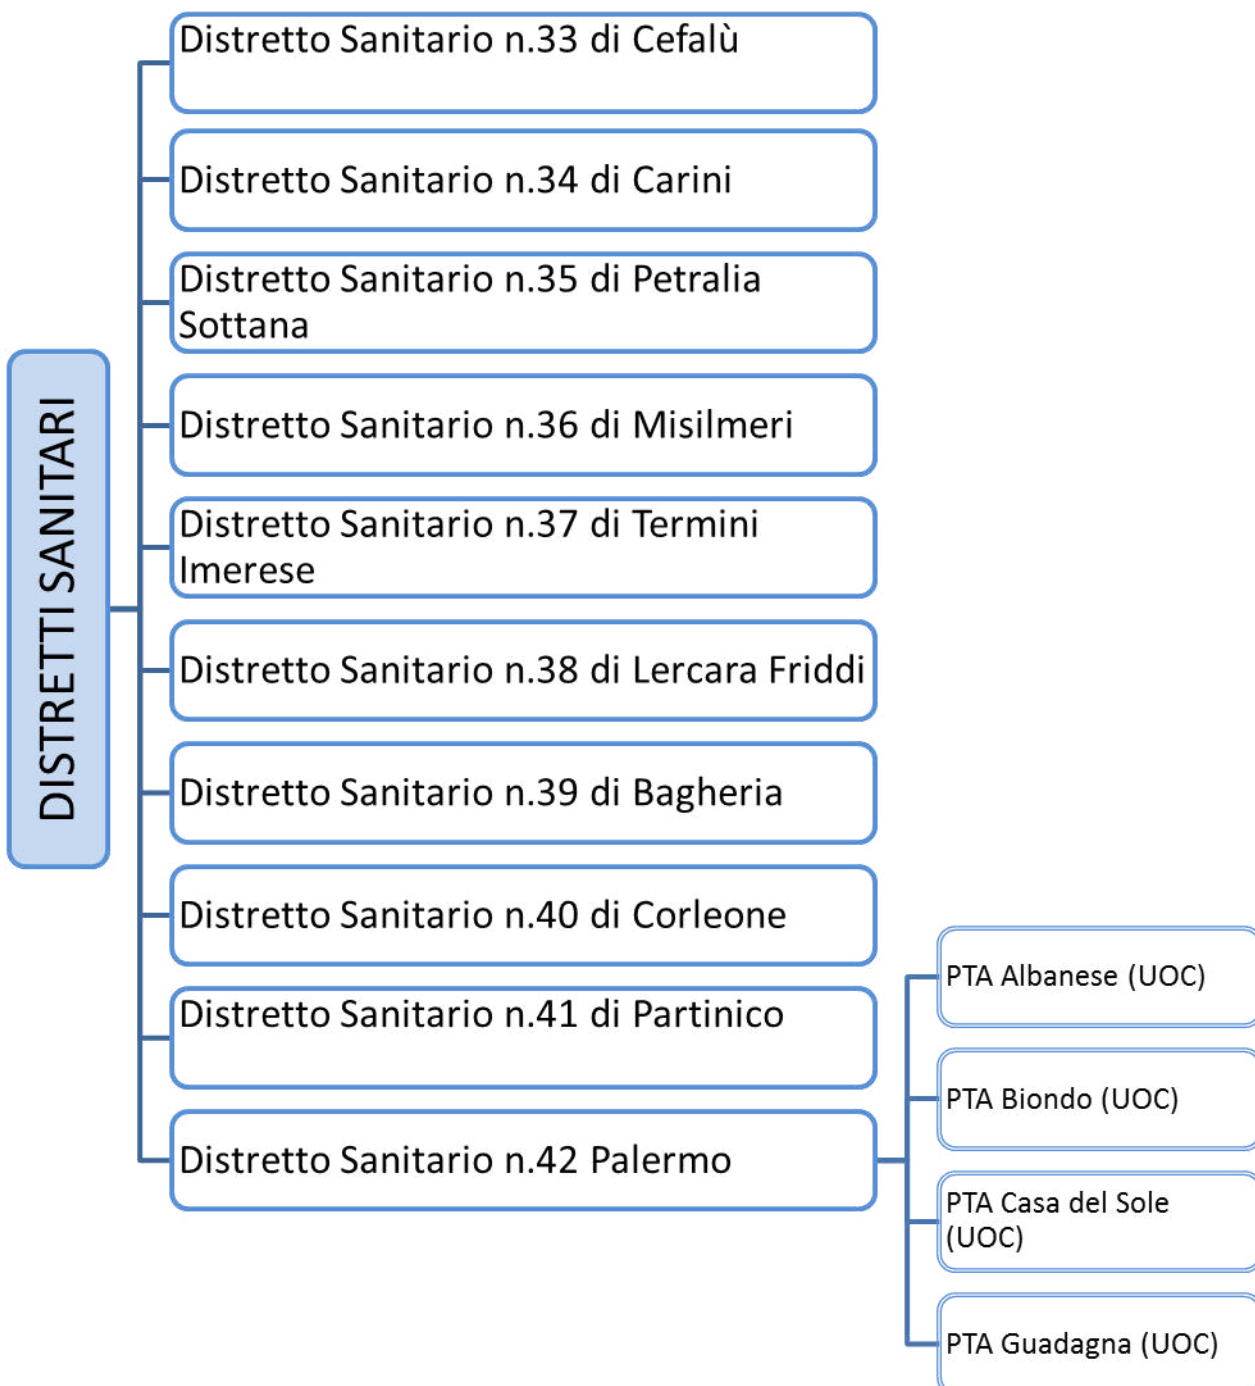 DISTRETTI SANITARI
Distretto Sanitario n.33 di Cefalù
Distretto Sanitario n.34 di Carini
Distretto Sanitario n.35 di Petralia
Sottana
Distretto Sanitario n.36 di Misilmeri
Distretto Sanitario n.37 di Termini
Imerese
Distretto Sanitario n.38 di Lercara Friddi
Distretto Sanitario n.39 di Bagheria
Distretto Sanitario n.40 di Corleone
Distretto Sanitario n.41 di Partinico
Distretto Sanitario n.42 Palermo
PTA Albanese (UOC)
PTA Biondo (UOC)
PTA Casa del Sole
(UOC)
PTA Guadagna (UOC)